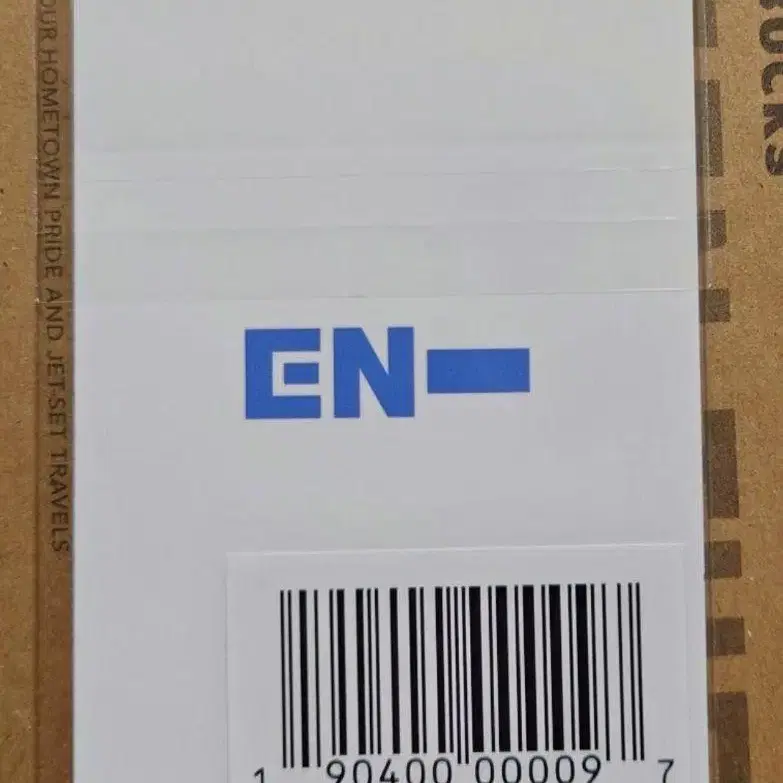 OUR HOMETOWN PRIDE AND JET-SET TRAVELS
EN-
1 90400 00009 7